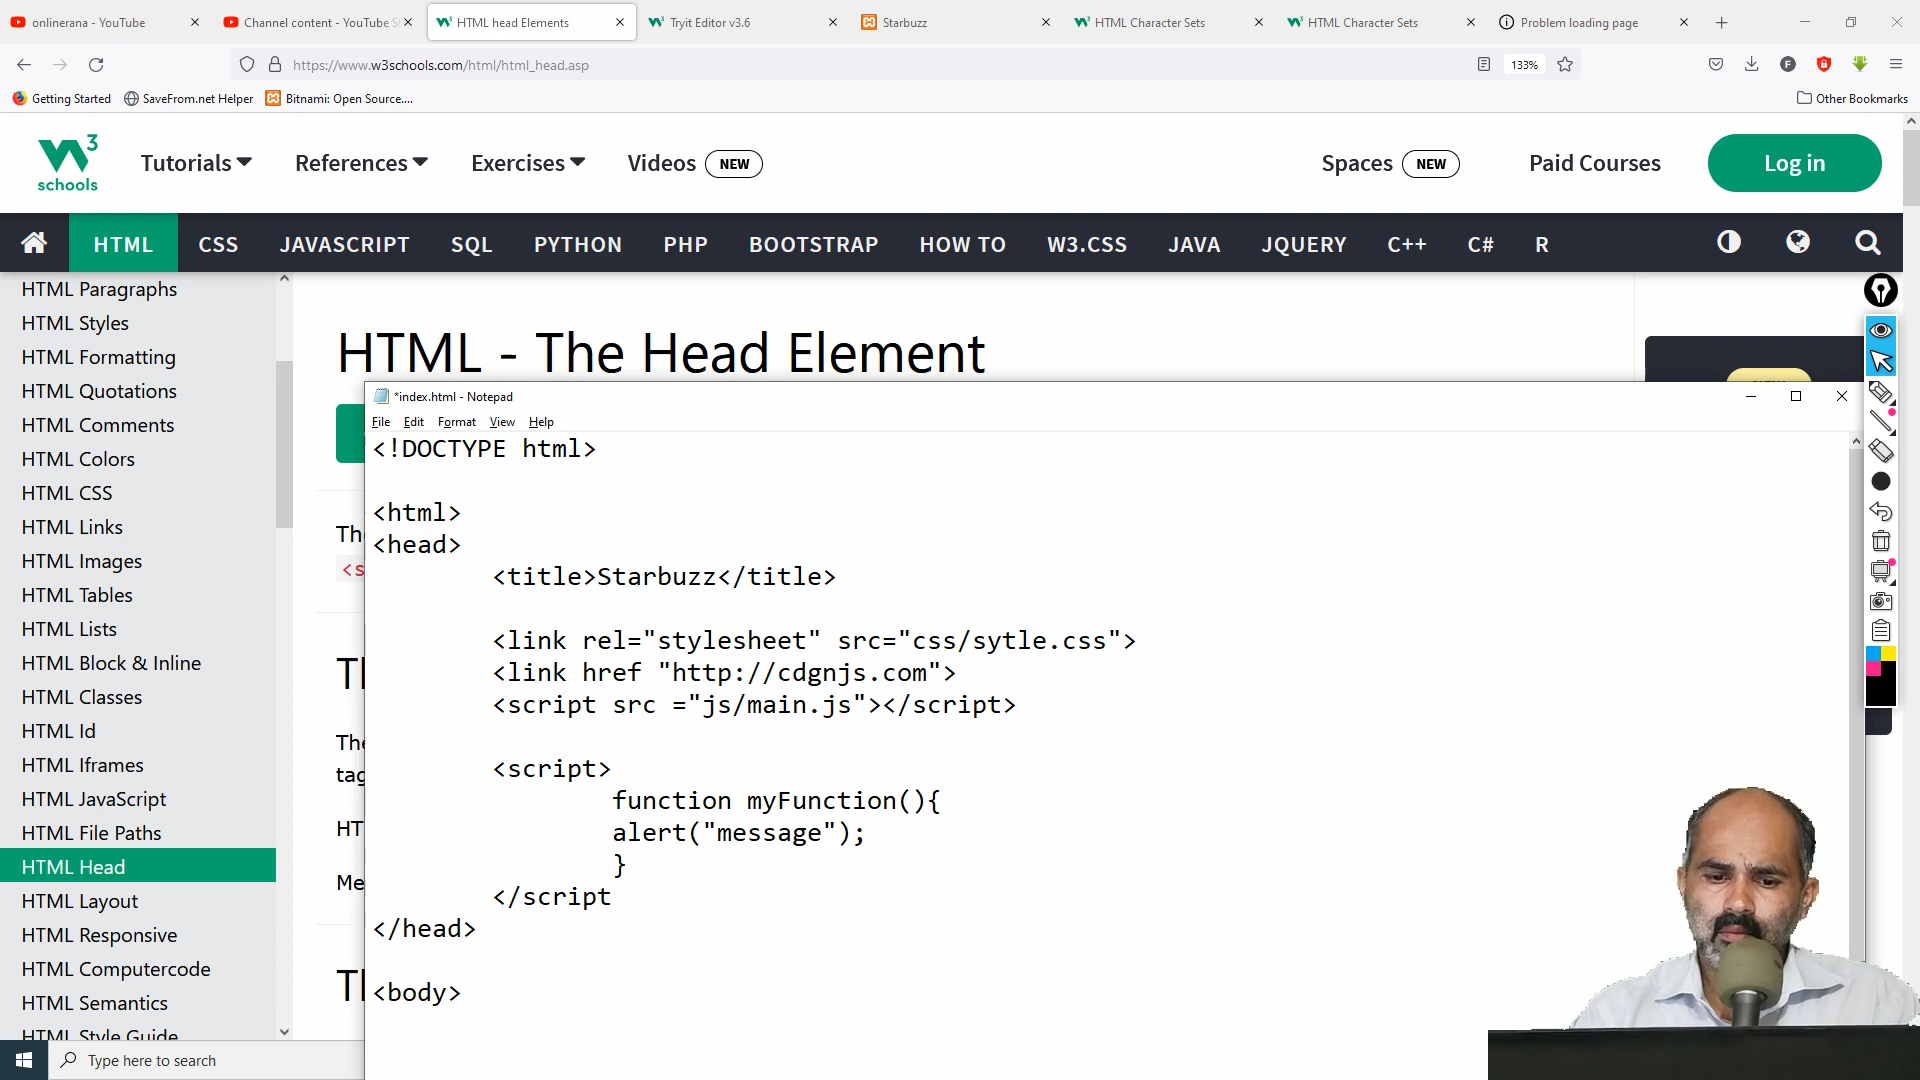 onlinerana - YouTube
Channel content - YouTube S
HTML head Elements
Tryit Editor v3.6
Starbuzz
HTML Character Sets
HTML Character Sets
Problem loading page
https://www.w3schools.com/html/html_head.asp
133%
Getting Started
SaveFrom.net Helper
Bitnami: Open Source....
Other Bookmarks
W3 schools
Tutorials
References
Exercises
Videos NEW
Spaces NEW
Paid Courses
Log in
HTML
CSS
JAVASCRIPT
SQL
PYTHON
PHP
BOOTSTRAP
HOW TO
W3.CSS
JAVA
JQUERY
C++
C#
R
HTML Paragraphs
HTML Styles
HTML Formatting
HTML Quotations
HTML Comments
HTML Colors
HTML CSS
HTML Links
HTML Images
HTML Tables
HTML Lists
HTML Block & Inline
HTML Classes
HTML Id
HTML Iframes
HTML JavaScript
HTML File Paths
HTML Head
HTML Layout
HTML Responsive
HTML Computercode
HTML Semantics
HTML Style Guide
HTML - The Head Element
<s
tag
HT
Me
*index.html - Notepad
File Edit Format View Help
<!DOCTYPE html>
<html>
<head>
<title>Starbuzz</title>
<link rel="stylesheet" src="css/sytle.css">
<link href "http://cdgnjs.com">
<script src ="js/main.js"></script>
<script>
function myFunction(){
alert("message");
}
</script
</head>
<body>
Type here to search